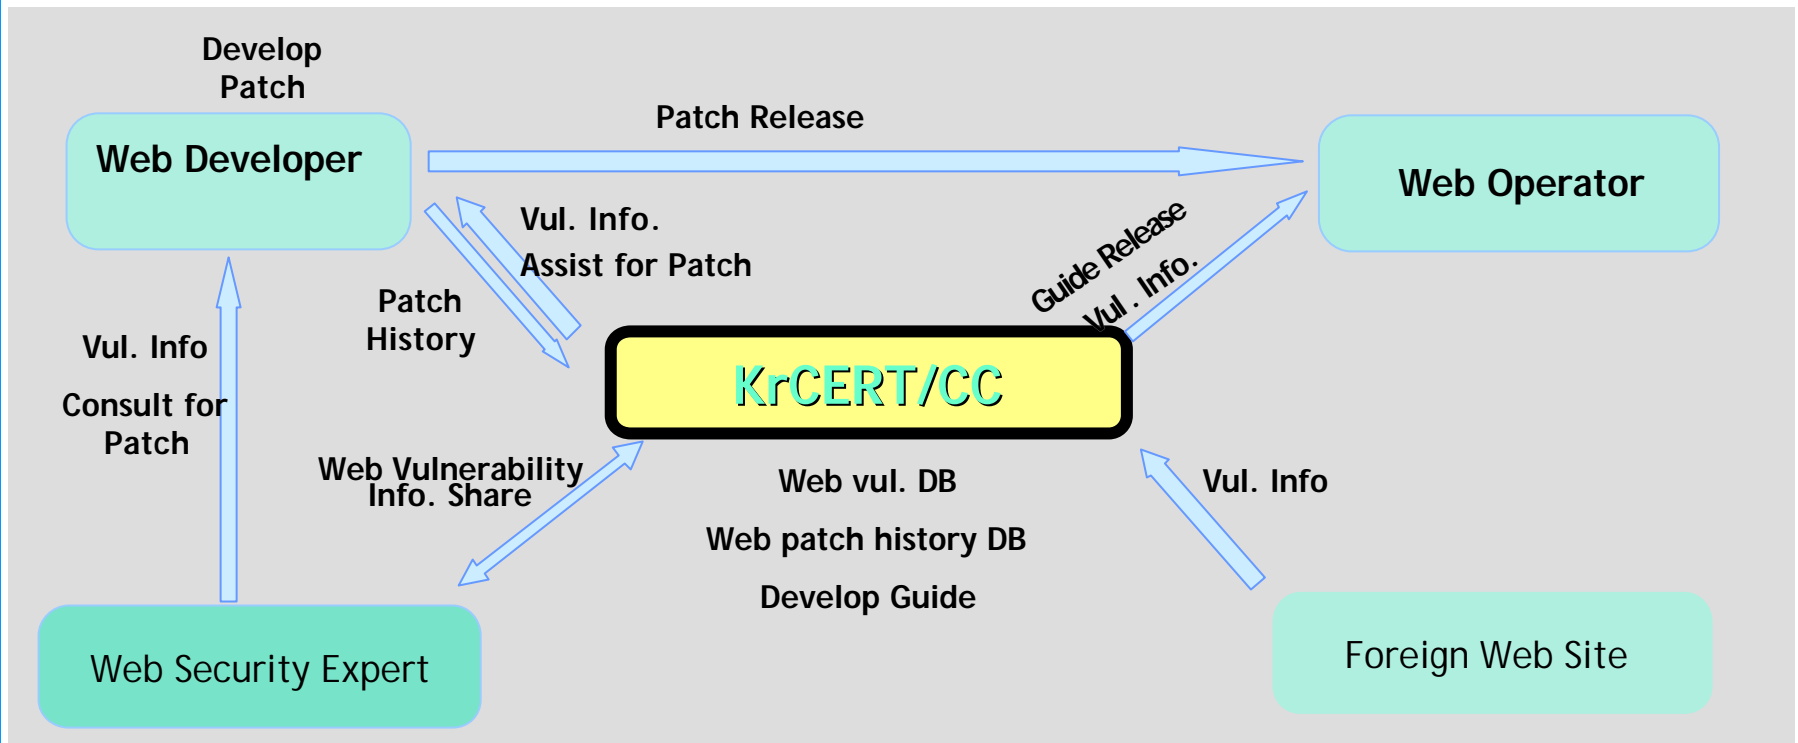 Develop
Patch
Web Developer
Patch Release
Web Operator
Vul. Info.
Assist for Patch
Guide Release
Vul . Info.
Patch
History
Vul. Info
Consult for
Patch
KrCERT/CC
Web Vulnerability
Info. Share
Web vul. DB
Web patch history DB
Develop Guide
Vul. Info
Web Security Expert
Foreign Web Site